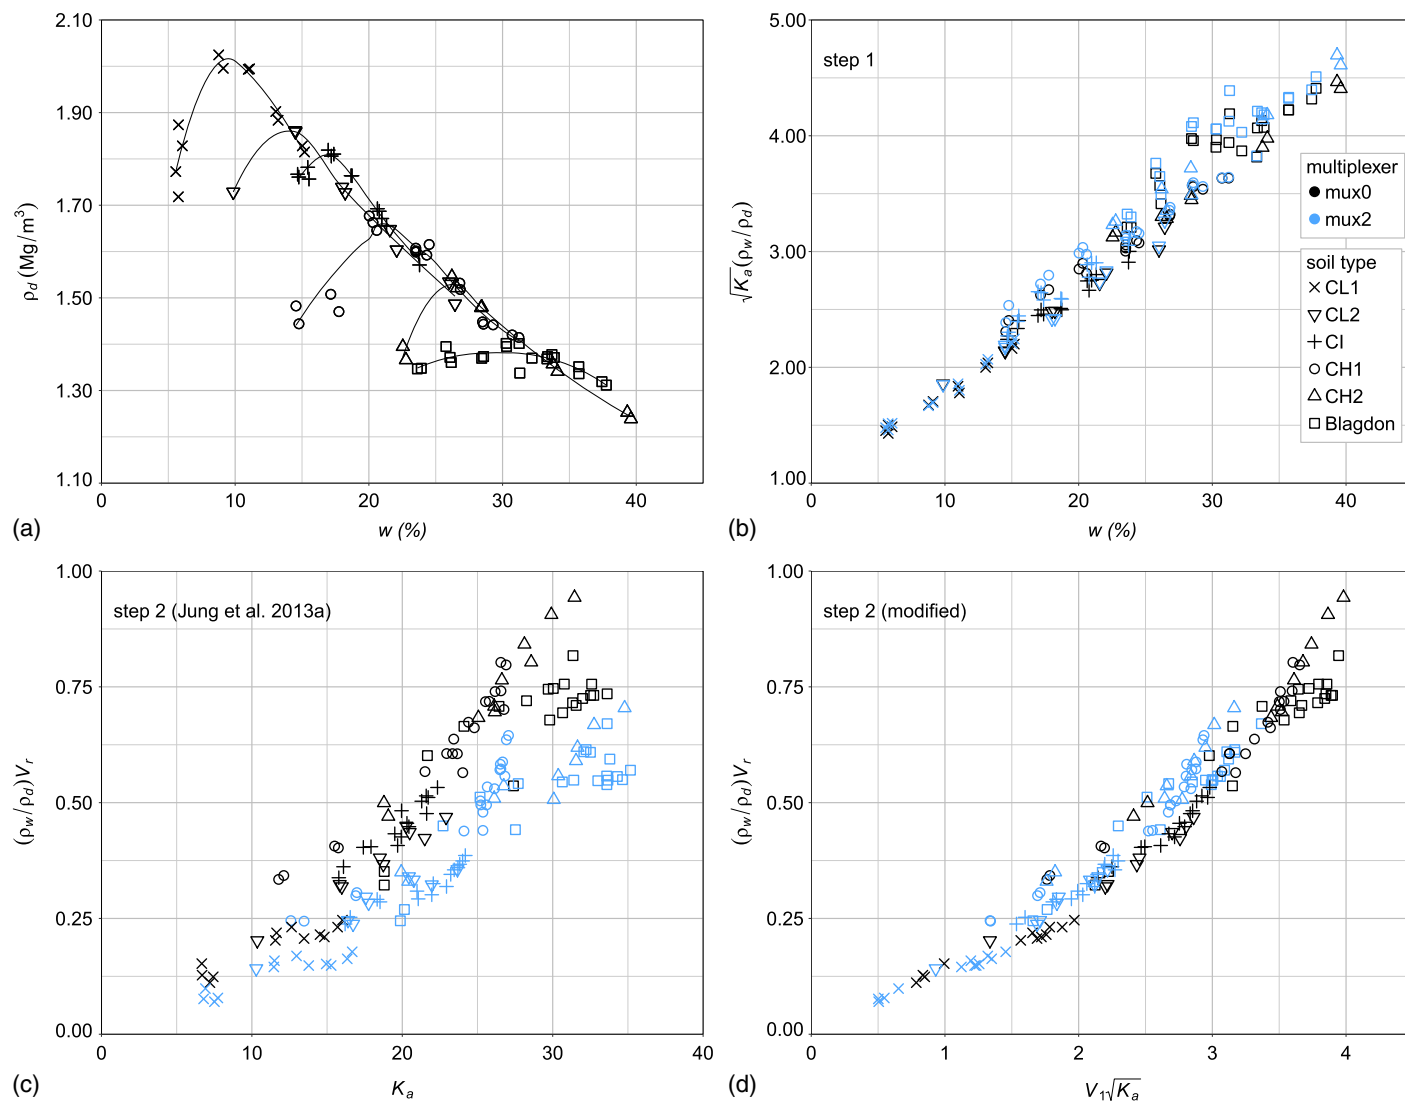 2.10
1.90
1.70
1.50
1.30
1.10
0
10
20
30
40
ρd (Mg/m³)
w (%)
(a)
5.00
4.00
3.00
2.00
1.00
0
10
20
30
40
step 1
√Ka(ρw/ρd)
w (%)
(b)
multiplexer
mux0
mux2
soil type
CL1
CL2
CI
CH1
CH2
Blagdon
1.00
0.75
0.50
0.25
0.00
0
10
20
30
40
step 2 (Jung et al. 2013a)
(ρw/ρd)Vr
Ka
(c)
1.00
0.75
0.50
0.25
0.00
0
1
2
3
4
step 2 (modified)
(ρw/ρd)Vr
V1√Ka
(d)